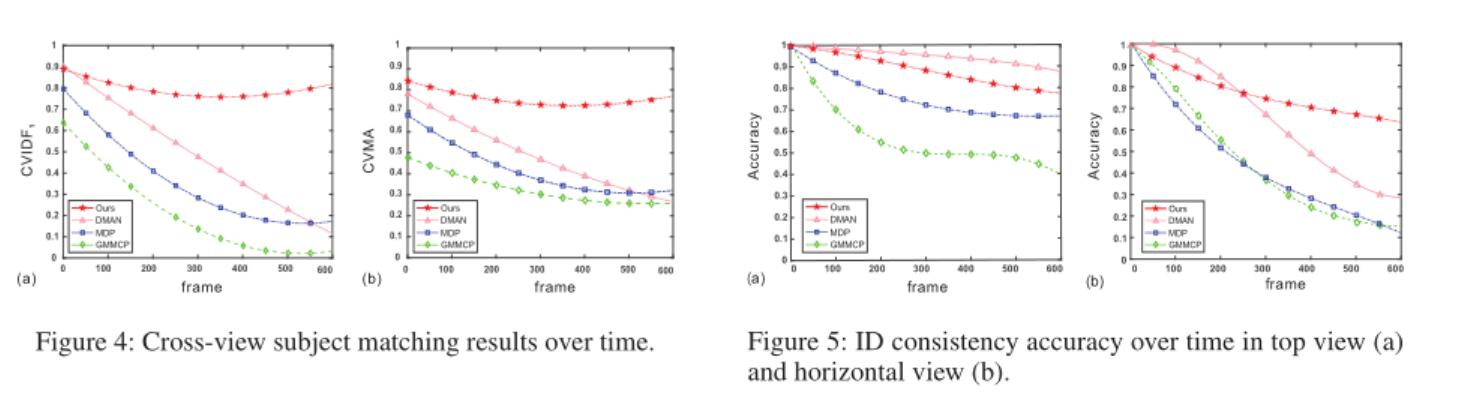 1
0.9
0.8
0.7
0.6
0.5
0.4
0.3
0.2
0.1
0
CVIDF₁
Ours
DMAN
MDP
GMMCP
0 100 200 300 400 500 600
(a)
frame
1
0.9
0.8
0.7
0.6
0.5
0.4
0.3
0.2
0.1
0
CVMA
Ours
DMAN
MDP
GMMCP
0 100 200 300 400 500 600
(b)
frame
Figure 4: Cross-view subject matching results over time.
1
0.9
0.8
0.7
0.6
0.5
0.4
0.3
0.2
0.1
0
Accuracy
Ours
DMAN
MDP
GMMCP
0 100 200 300 400 500 600
(a)
frame
1
0.9
0.8
0.7
0.6
0.5
0.4
0.3
0.2
0.1
0
Accuracy
Ours
DMAN
MDP
GMMCP
0 100 200 300 400 500 600
(b)
frame
Figure 5: ID consistency accuracy over time in top view (a)
and horizontal view (b).